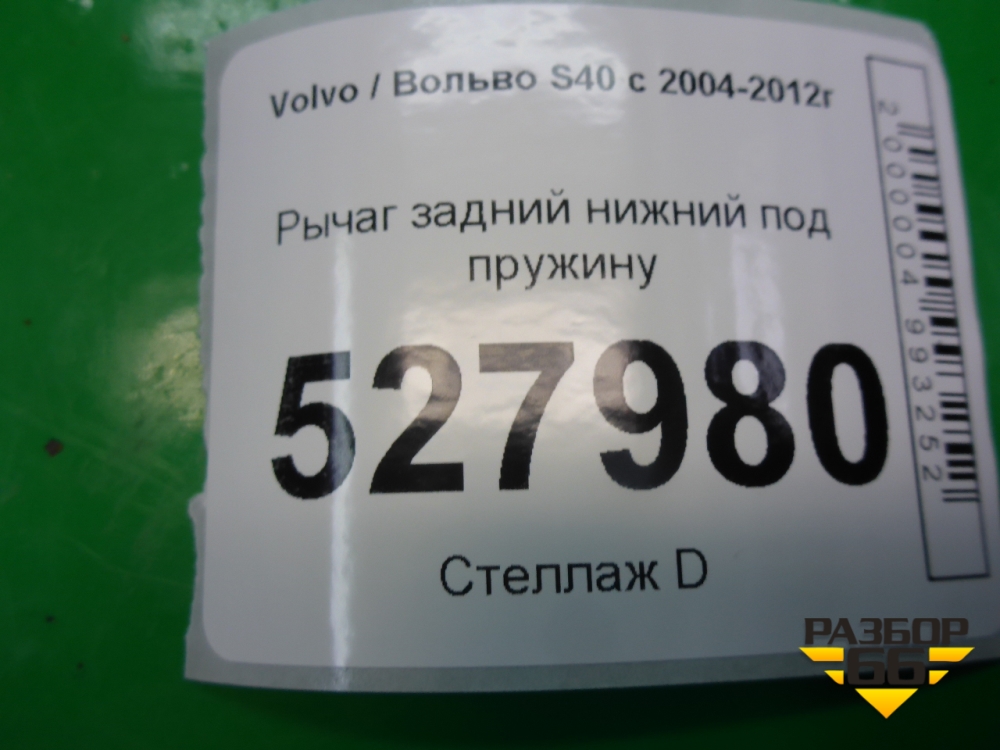 Volvo / Вольво S40 с 2004-2012г
Рычаг задний нижний под
пружину
527980
Стеллаж D
2000004993252
РАЗБОР
66